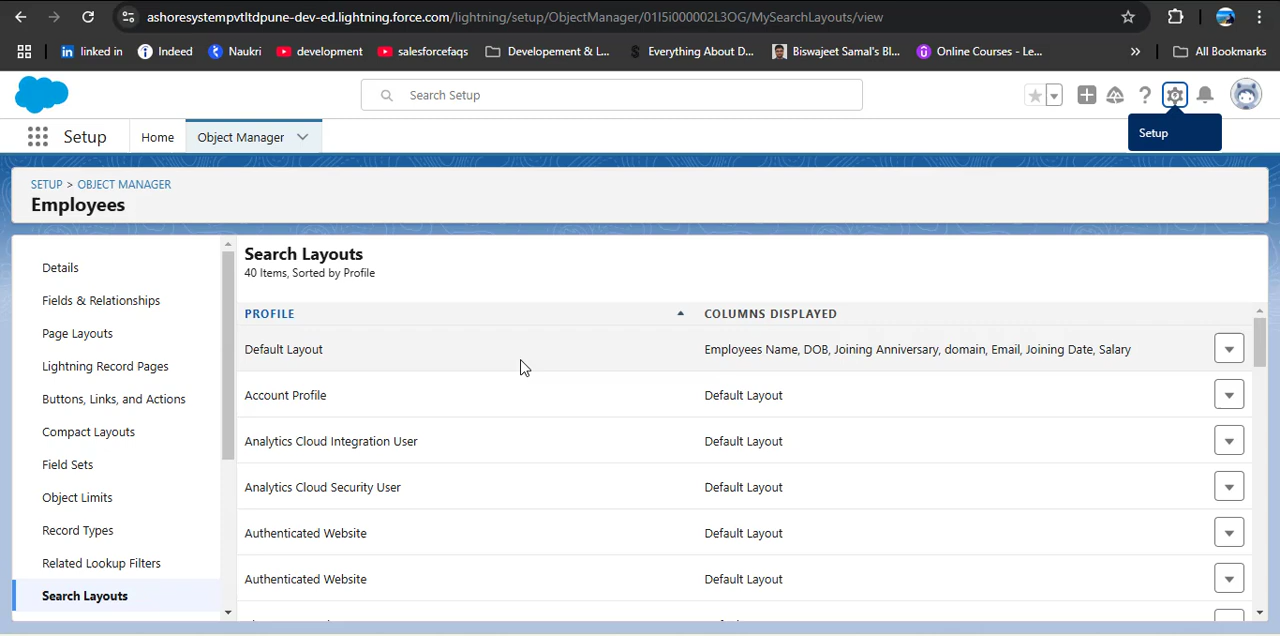 ashoresystempvtltdpune-dev-ed.lightning.force.com/lightning/setup/ObjectManager/01I5i000002L3OG/MySearchLayouts/view
linked in Indeed Naukri development salesforcefaqs Developement & L... Everything About D... Biswajeet Samal's Bl... Online Courses - Le... » All Bookmarks
Search Setup
Setup Home Object Manager
Setup
SETUP > OBJECT MANAGER
Employees
Details
Fields & Relationships
Page Layouts
Lightning Record Pages
Buttons, Links, and Actions
Compact Layouts
Field Sets
Object Limits
Record Types
Related Lookup Filters
Search Layouts
Search Layouts
40 Items, Sorted by Profile
PROFILE COLUMNS DISPLAYED
Default Layout Employees Name, DOB, Joining Anniversary, domain, Email, Joining Date, Salary
Account Profile Default Layout
Analytics Cloud Integration User Default Layout
Analytics Cloud Security User Default Layout
Authenticated Website Default Layout
Authenticated Website Default Layout